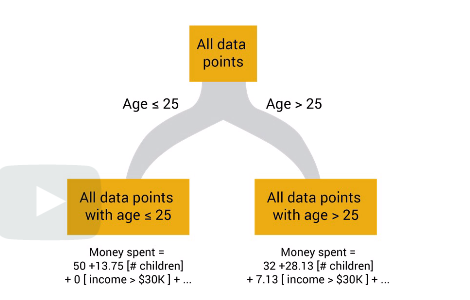 All data
points
Age ≤ 25
Age > 25
All data points
with age ≤ 25
All data points
with age > 25
Money spent =
50 +13.75 [# children]
+ 0 [ income > $30K ] + ...
Money spent =
32 +28.13 [# children]
+ 7.13 [ income > $30K ] + ...